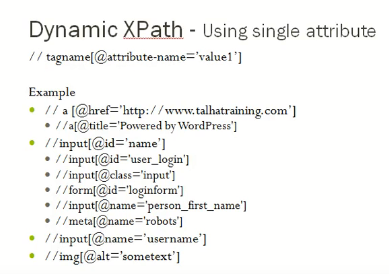 Dynamic XPath - Using single attribute
// tagname[@attribute-name='value1']
Example
// a [@href='http://www.talhatraining.com']
//a[@title='Powered by WordPress']
//input[@id='name']
//input[@id='user_login']
//input[@class='input']
//form[@id='loginform']
//input[@name='person_first_name']
//meta[@name='robots']
//input[@name='username']
//img[@alt='sometext']